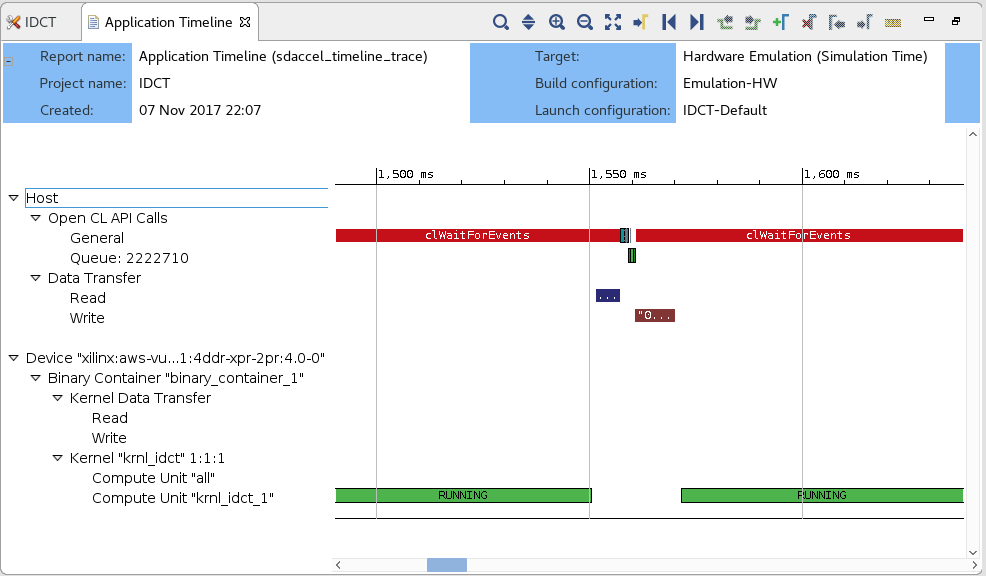 IDCT Application Timeline
Report name: Application Timeline (sdaccel_timeline_trace) Target: Hardware Emulation (Simulation Time)
Project name: IDCT Build configuration: Emulation-HW
Created: 07 Nov 2017 22:07 Launch configuration: IDCT-Default
1,500 ms 1,550 ms 1,600 ms
Host
Open CL API Calls
General clWaitForEvents clWaitForEvents
Queue: 2222710
Data Transfer
Read ...
Write "0...
Device "xilinx:aws-vu...1:4ddr-xpr-2pr:4.0-0"
Binary Container "binary_container_1"
Kernel Data Transfer
Read
Write
Kernel "krnl_idct" 1:1:1
Compute Unit "all"
Compute Unit "krnl_idct_1" RUNNING RUNNING